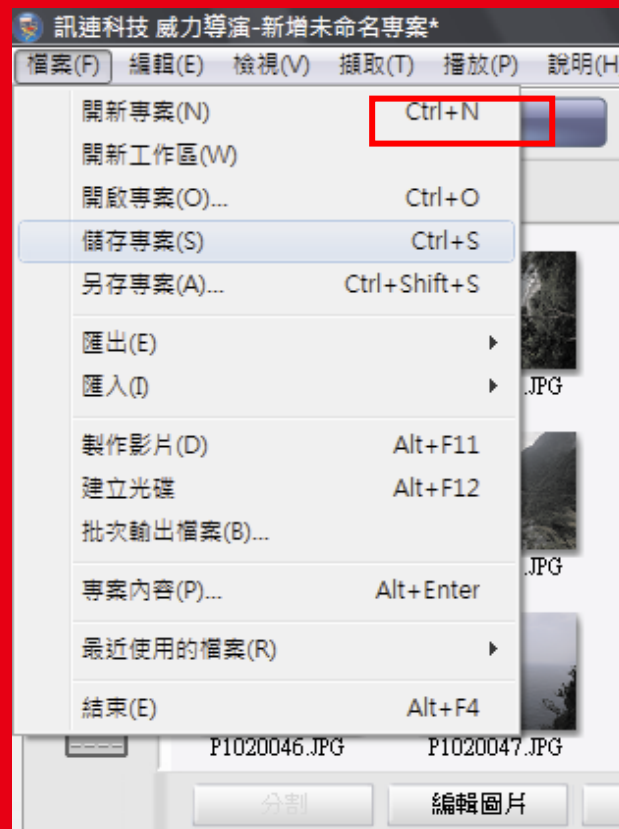 訊連科技 威力導演-新增未命名專案*
檔案(F) 編輯(E) 檢視(V) 擷取(T) 播放(P) 說明(H
開新專案(N) Ctrl+N
開新工作區(W)
開啟專案(O)... Ctrl+O
儲存專案(S) Ctrl+S
另存專案(A)... Ctrl+Shift+S
匯出(E)
匯入(I)
.JPG
製作影片(D) Alt+F11
建立光碟 Alt+F12
批次輸出檔案(B)...
.JPG
專案內容(P)... Alt+Enter
最近使用的檔案(R)
結束(E) Alt+F4
P1020046.JPG P1020047.JPG
分割 編輯圖片